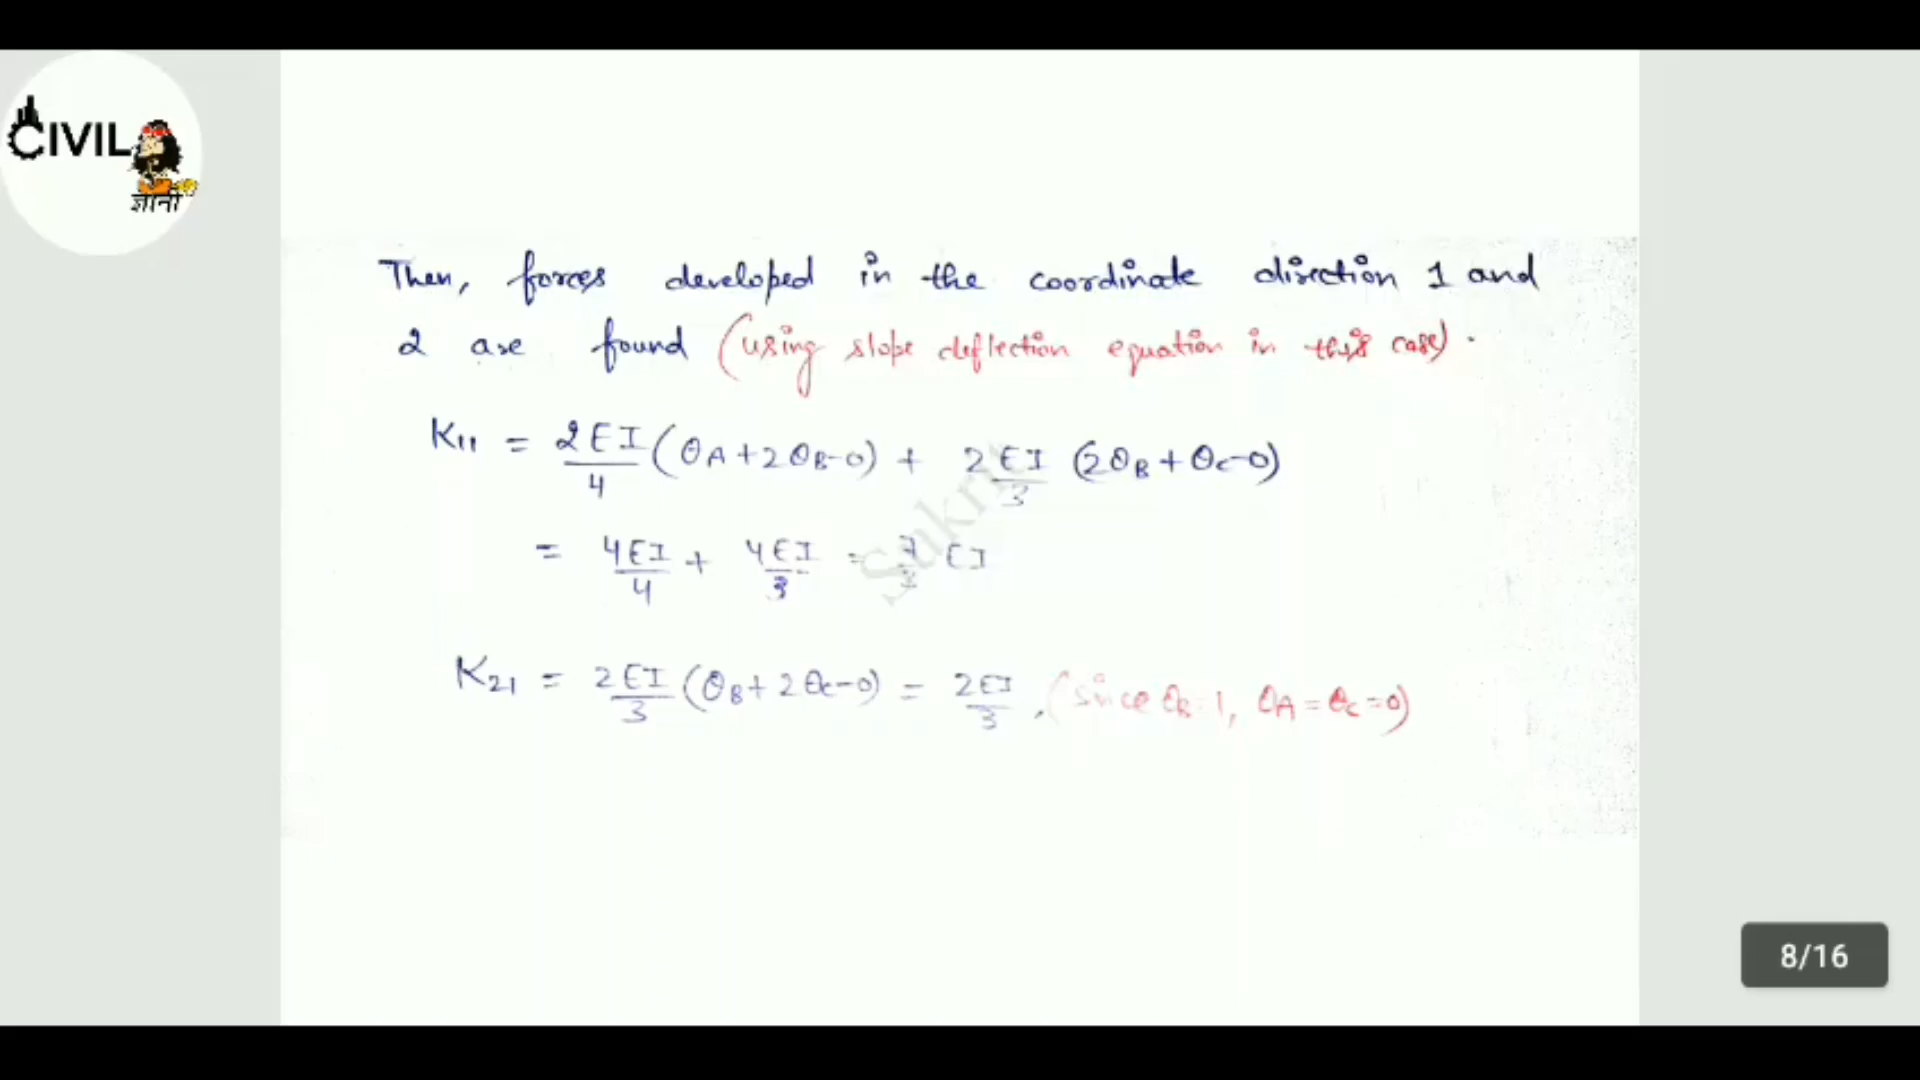 CIVIL
ज्ञानी
Then, forces developed in the coordinate direction 1 and
2 are found (using slope deflection equation in this case).
K11 = 2EI/4 (θA+2θB-0) + 2EI/3 (2θB+θC-0)
= 4EI/4 + 4EI/3 = 7/3 EI
K21 = 2EI/3 (θB+2θC-0) = 2EI/3. (since θB=1, θA=θC=0)
Sukrit
8/16